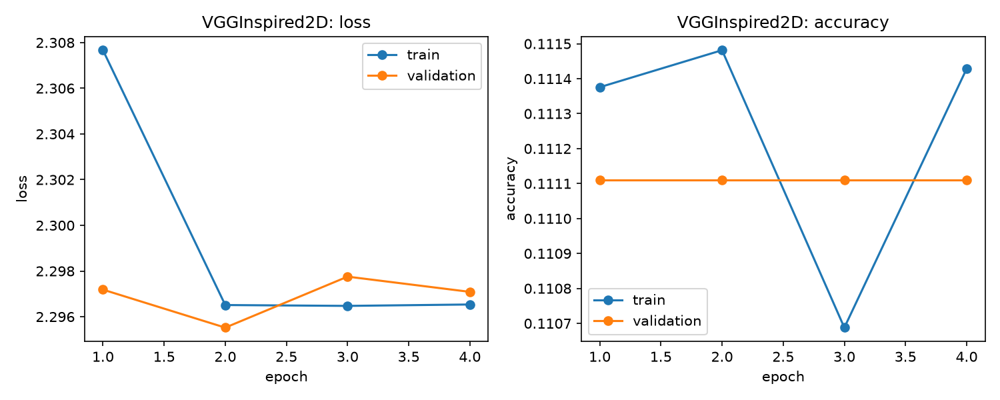 VGGInspired2D: loss
2.308
2.306
2.304
2.302
2.300
2.298
2.296
loss
train
validation
1.0 1.5 2.0 2.5 3.0 3.5 4.0
epoch
VGGInspired2D: accuracy
0.1115
0.1114
0.1113
0.1112
0.1111
0.1110
0.1109
0.1108
0.1107
accuracy
train
validation
1.0 1.5 2.0 2.5 3.0 3.5 4.0
epoch